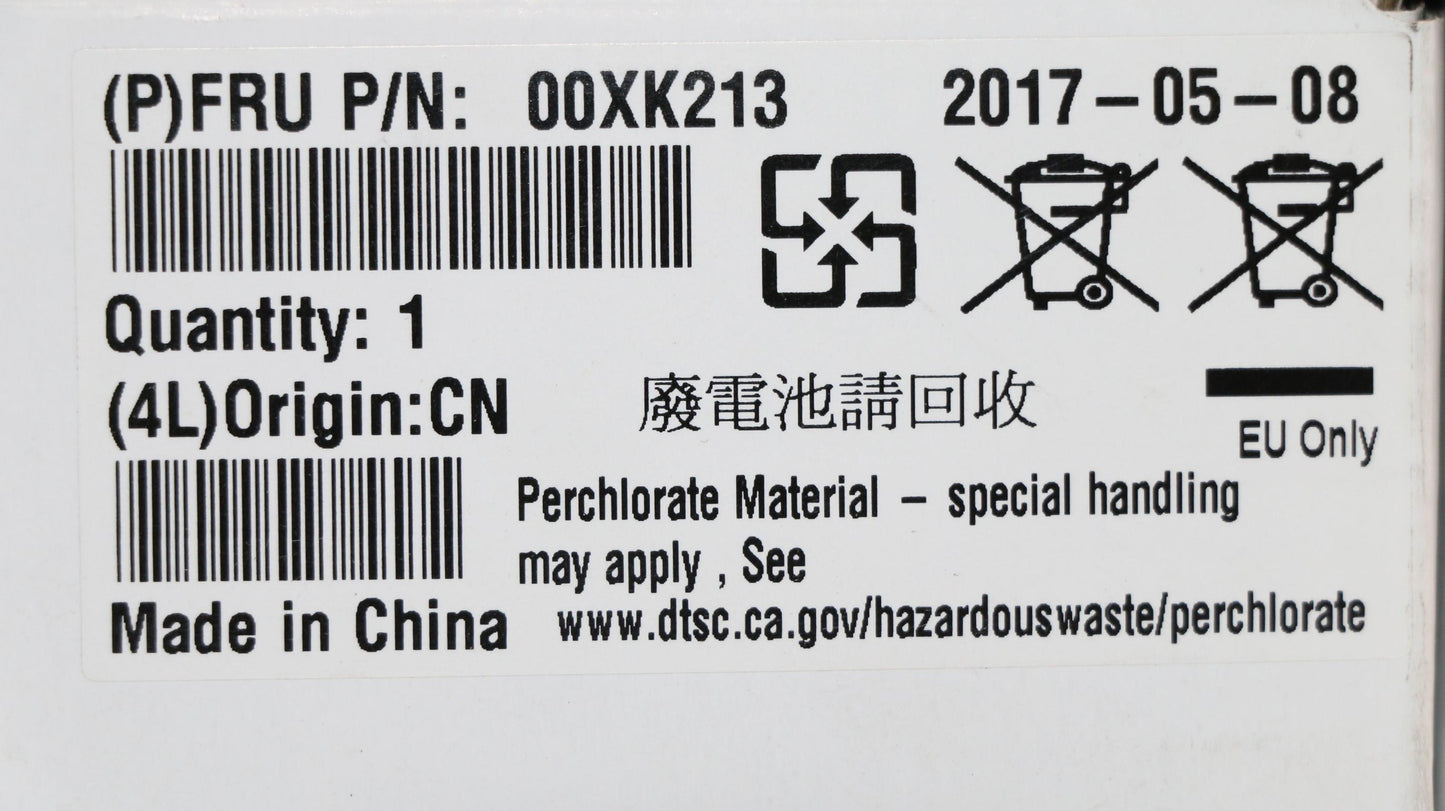 (P)FRU P/N: 00XK213 2017-05-08
Quantity: 1
(4L)Origin:CN
廢電池請回收
EU Only
Perchlorate Material - special handling
may apply , See
www.dtsc.ca.gov/hazardouswaste/perchlorate
Made in China